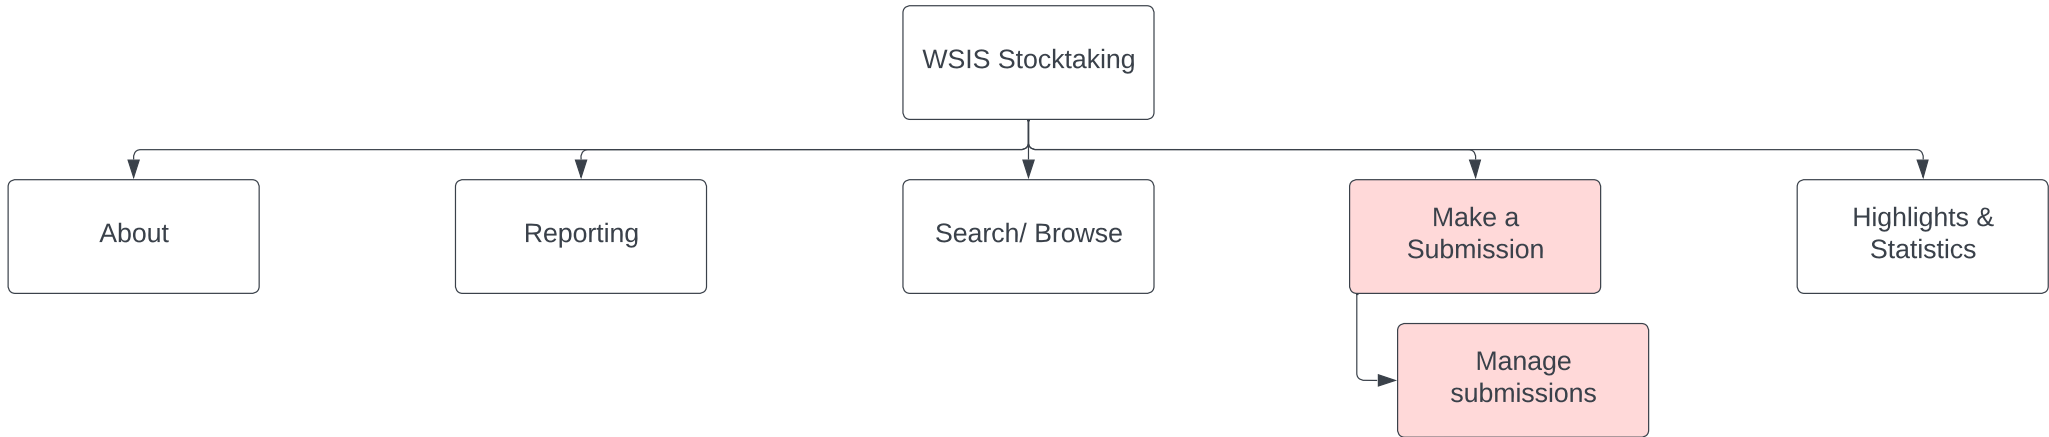 WSIS Stocktaking
About
Reporting
Search/ Browse
Make a
Submission
Highlights &
Statistics
Manage
submissions